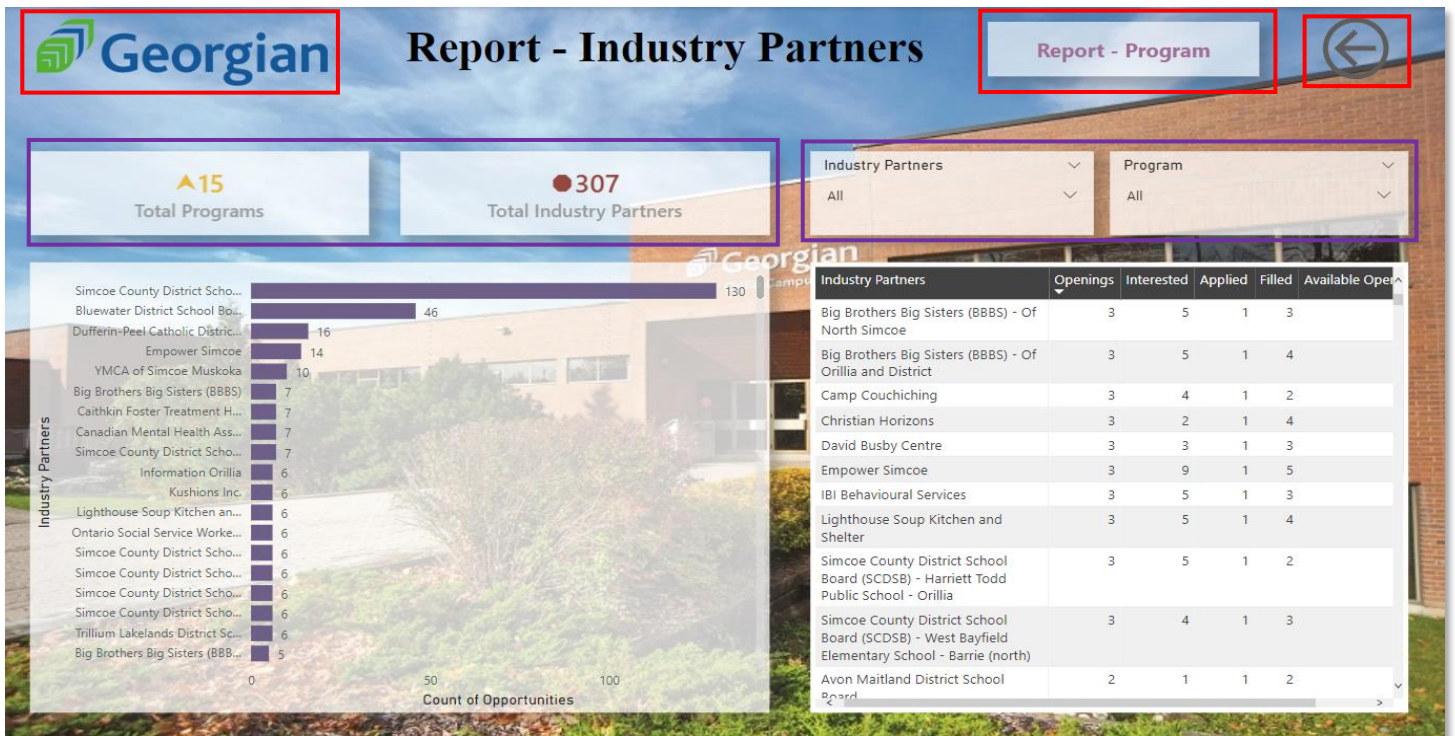 Georgian
Report - Industry Partners
Report - Program
15
Total Programs
307
Total Industry Partners
Industry Partners
All
Program
All
Georgian
Campu
Industry Partners
Simcoe County District Scho... 130
Bluewater District School Bo... 46
Dufferin-Peel Catholic Distric... 16
Empower Simcoe 14
YMCA of Simcoe Muskoka 10
Big Brothers Big Sisters (BBBS) 7
Caithkin Foster Treatment H... 7
Canadian Mental Health Ass... 7
Simcoe County District Scho... 7
Information Orillia 6
Kushions Inc. 6
Lighthouse Soup Kitchen an... 6
Ontario Social Service Worke... 6
Simcoe County District Scho... 6
Simcoe County District Scho... 6
Simcoe County District Scho... 6
Simcoe County District Scho... 6
Trillium Lakelands District Sc... 6
Big Brothers Big Sisters (BBB... 5
0 50 100
Count of Opportunities
Industry Partners Openings Interested Applied Filled Available Open
Big Brothers Big Sisters (BBBS) - Of 3 5 1 3
North Simcoe
Big Brothers Big Sisters (BBBS) - Of 3 5 1 4
Orillia and District
Camp Couchiching 3 4 1 2
Christian Horizons 3 2 1 4
David Busby Centre 3 3 1 3
Empower Simcoe 3 9 1 5
IBI Behavioural Services 3 5 1 3
Lighthouse Soup Kitchen and 3 5 1 4
Shelter
Simcoe County District School 3 5 1 2
Board (SCDSB) - Harriett Todd
Public School - Orillia
Simcoe County District School 3 4 1 3
Board (SCDSB) - West Bayfield
Elementary School - Barrie (north)
Avon Maitland District School 2 1 1 2
Board